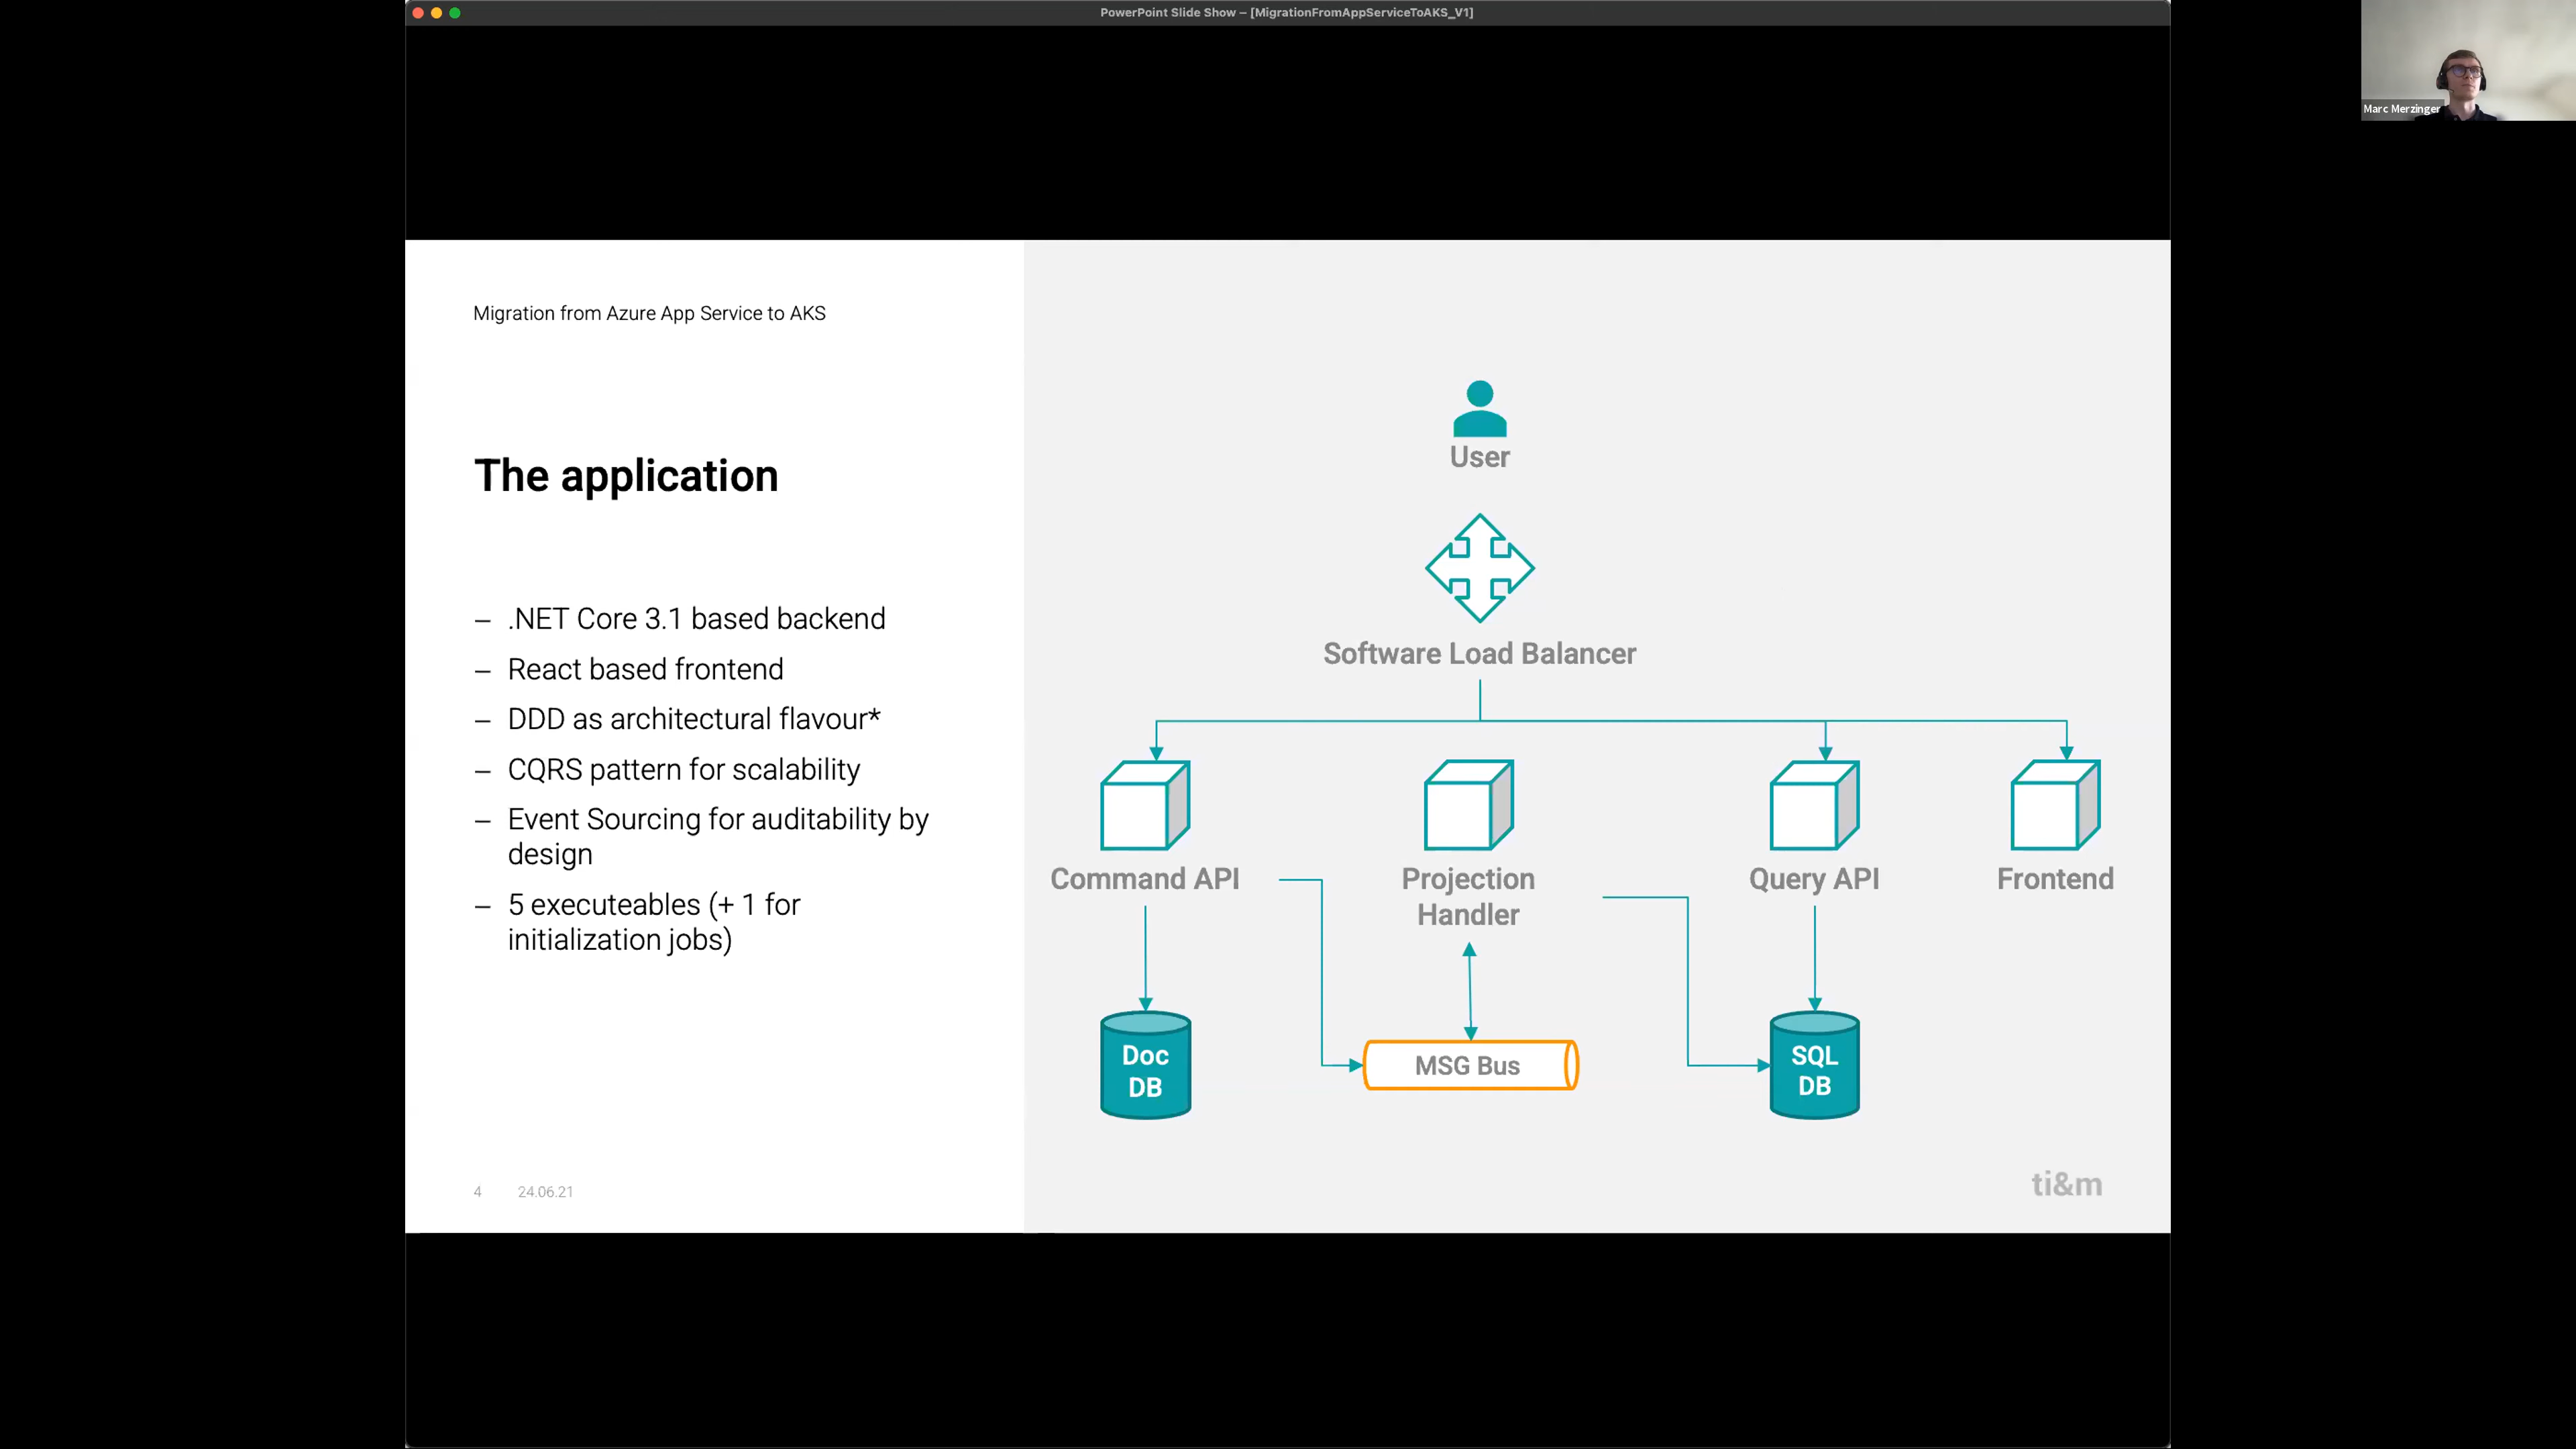 PowerPoint Slide Show – [MigrationFromAppServiceToAKS_V1]
Marc Merzinger
Migration from Azure App Service to AKS
The application
– .NET Core 3.1 based backend
– React based frontend
– DDD as architectural flavour*
– CQRS pattern for scalability
– Event Sourcing for auditability by
design
– 5 executeables (+ 1 for
initialization jobs)
4 24.06.21
User
Software Load Balancer
Command API
Projection
Handler
Query API
Frontend
Doc
DB
MSG Bus
SQL
DB
ti&m